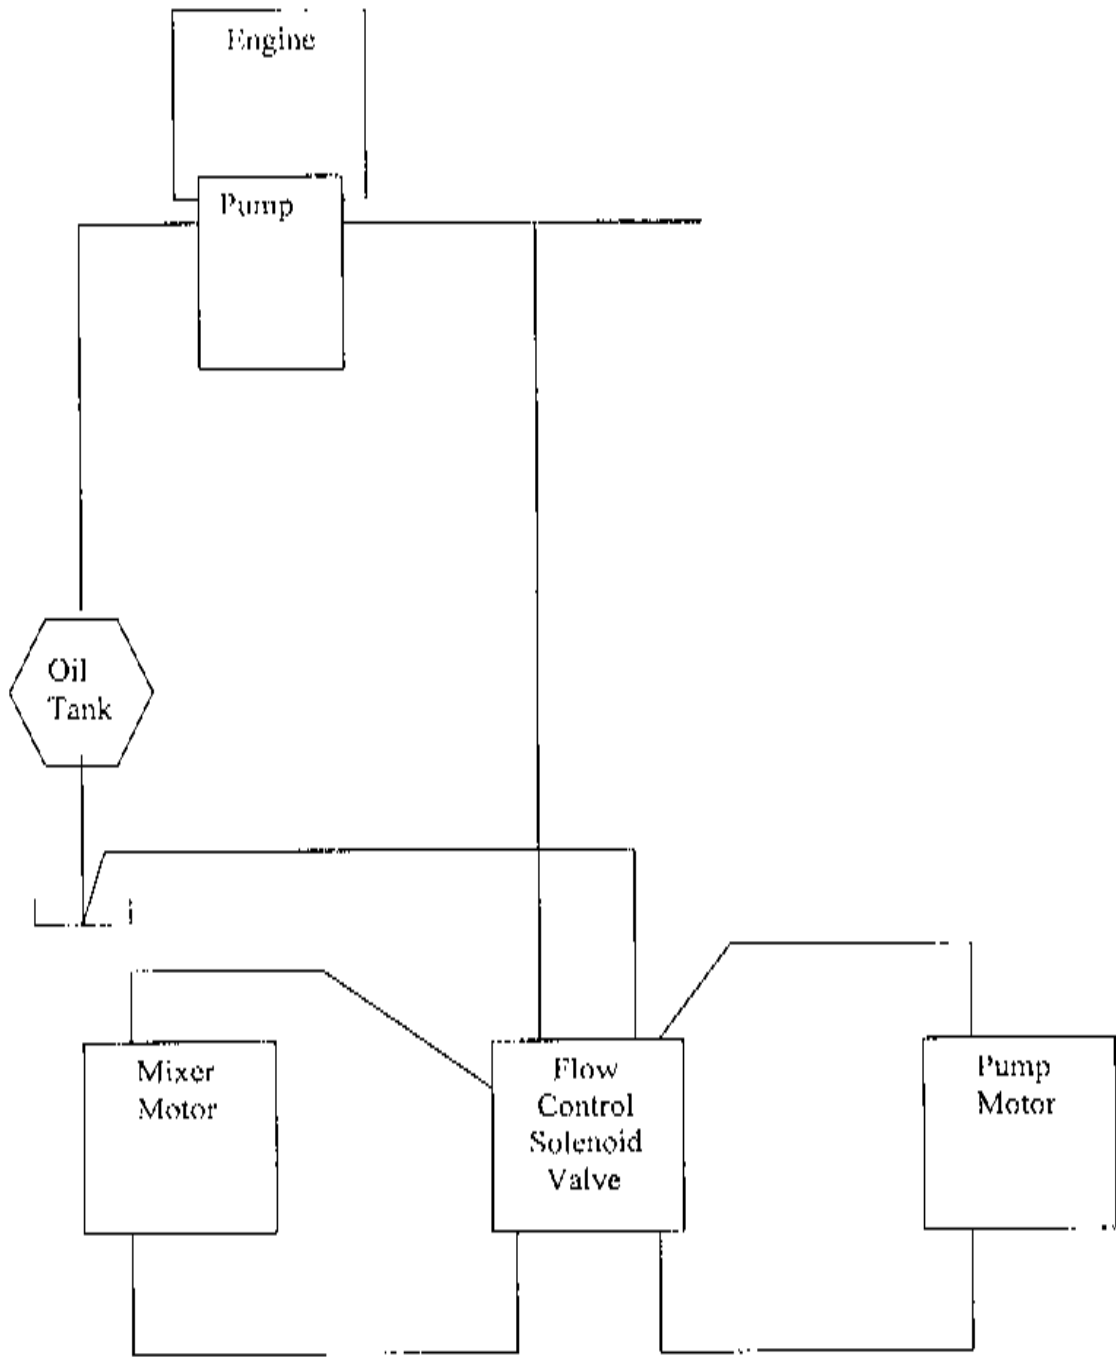 Engine
Pump
Oil
Tank
Mixer
Motor
Flow
Control
Solenoid
Valve
Pump
Motor